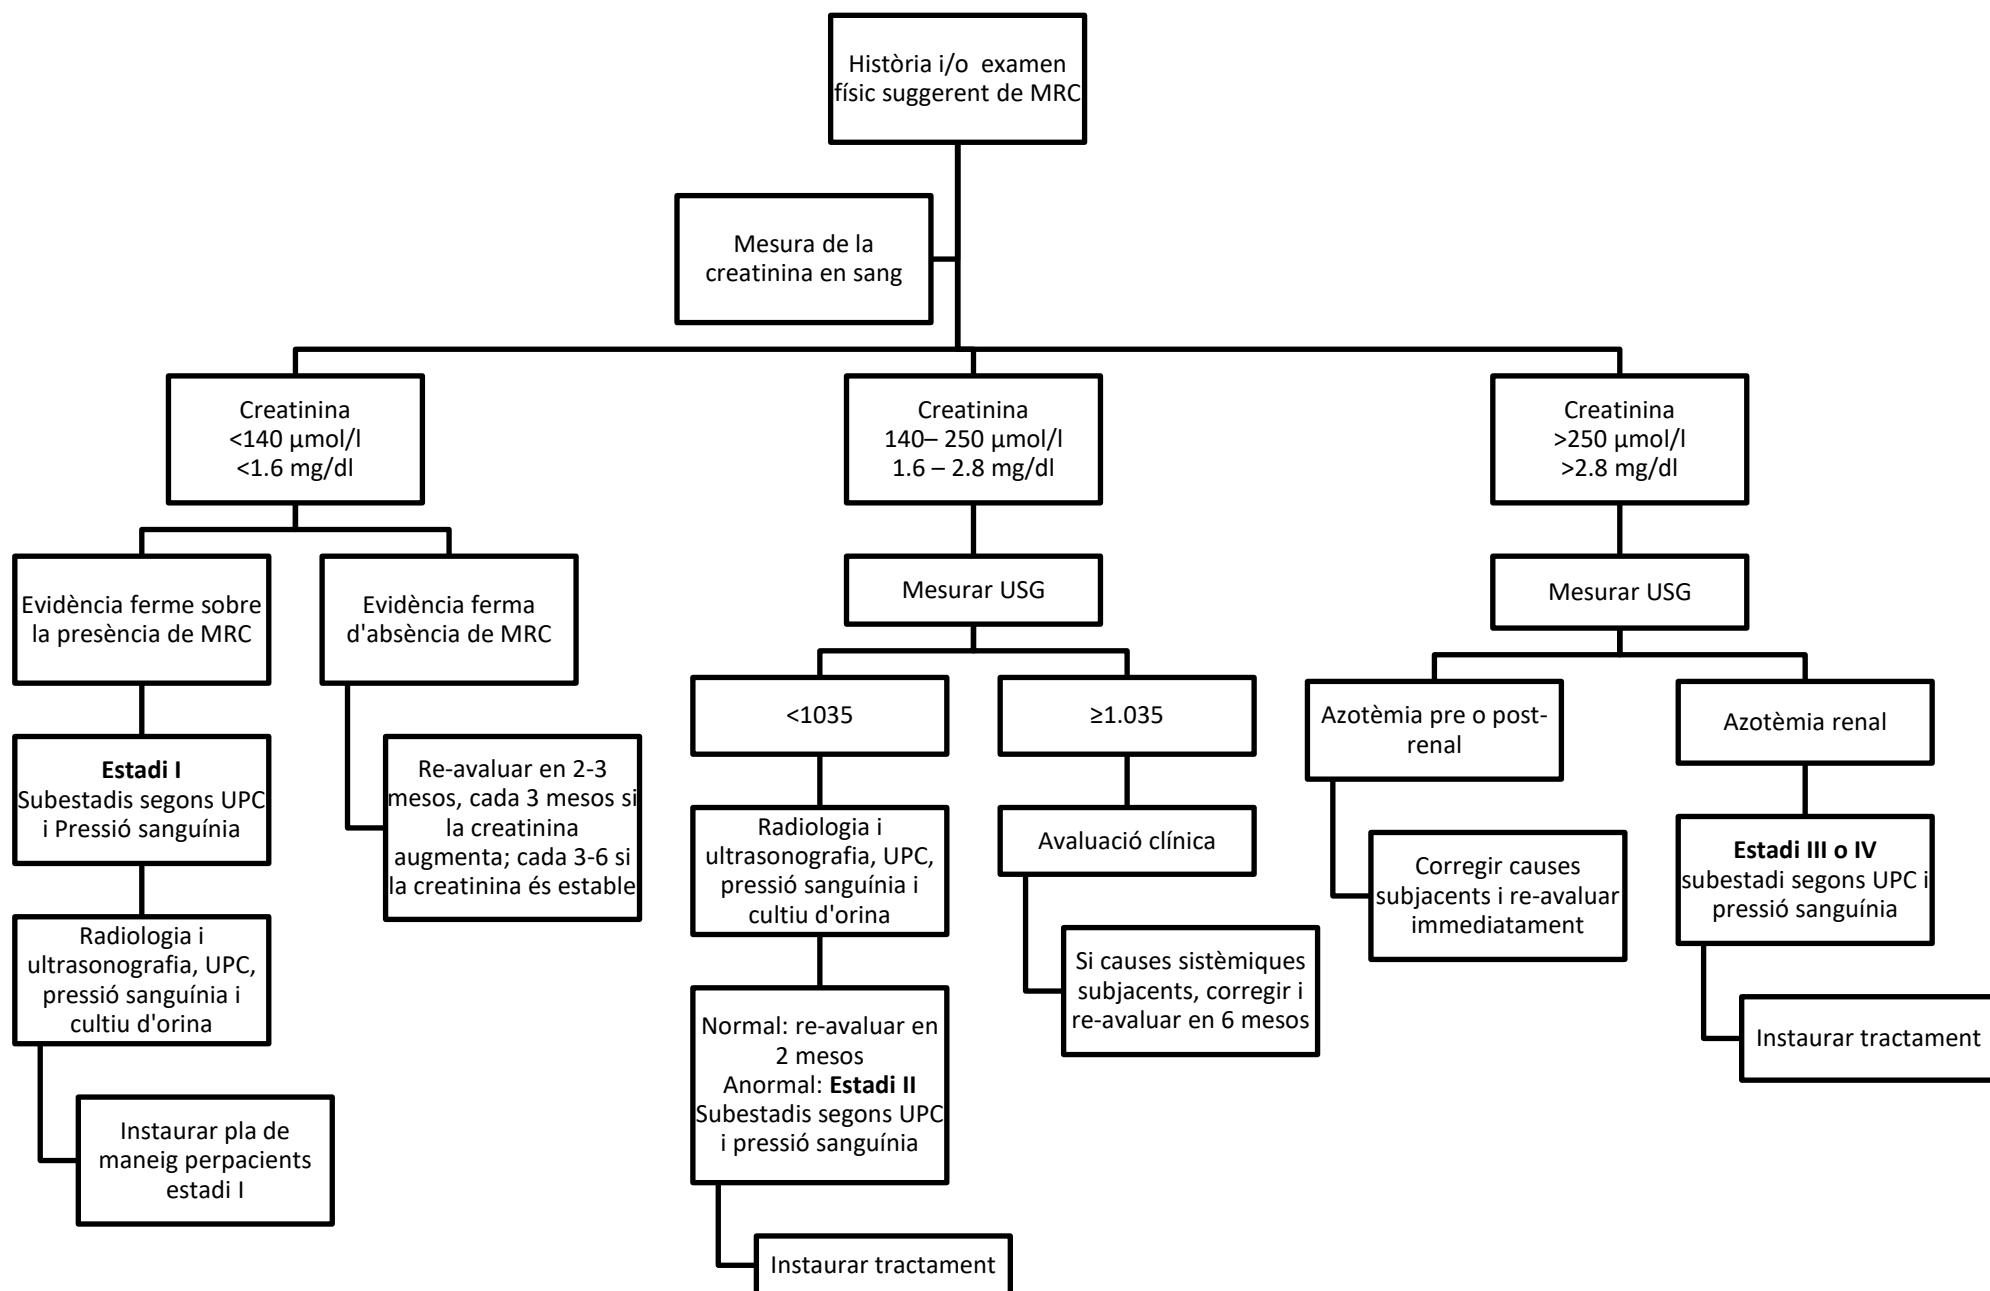 Història i/o examen
físic suggerent de MRC
Mesura de la
creatinina en sang
Creatinina
<140 µmol/l
<1.6 mg/dl
Evidència ferme sobre
la presència de MRC
Estadi I
Subestadis segons UPC
i Pressió sanguínia
Radiologia i
ultrasonografia, UPC,
pressió sanguínia i
cultiu d'orina
Instaurar pla de
maneig perpacients
estadi I
Evidència ferma
d'absència de MRC
Re-avaluar en 2-3
mesos, cada 3 mesos si
la creatinina
augmenta; cada 3-6 si
la creatinina és estable
Creatinina
140– 250 µmol/l
1.6 – 2.8 mg/dl
Mesurar USG
<1035
Radiologia i
ultrasonografia, UPC,
pressió sanguínia i
cultiu d'orina
Normal: re-avaluar en
2 mesos
Anormal: Estadi II
Subestadis segons UPC
i pressió sanguínia
Instaurar tractament
≥1.035
Avaluació clínica
Si causes sistèmiques
subjacents, corregir i
re-avaluar en 6 mesos
Creatinina
>250 µmol/l
>2.8 mg/dl
Mesurar USG
Azotèmia pre o post-
renal
Corregir causes
subjacents i re-avaluar
immediatament
Azotèmia renal
Estadi III o IV
subestadi segons UPC i
pressió sanguínia
Instaurar tractament